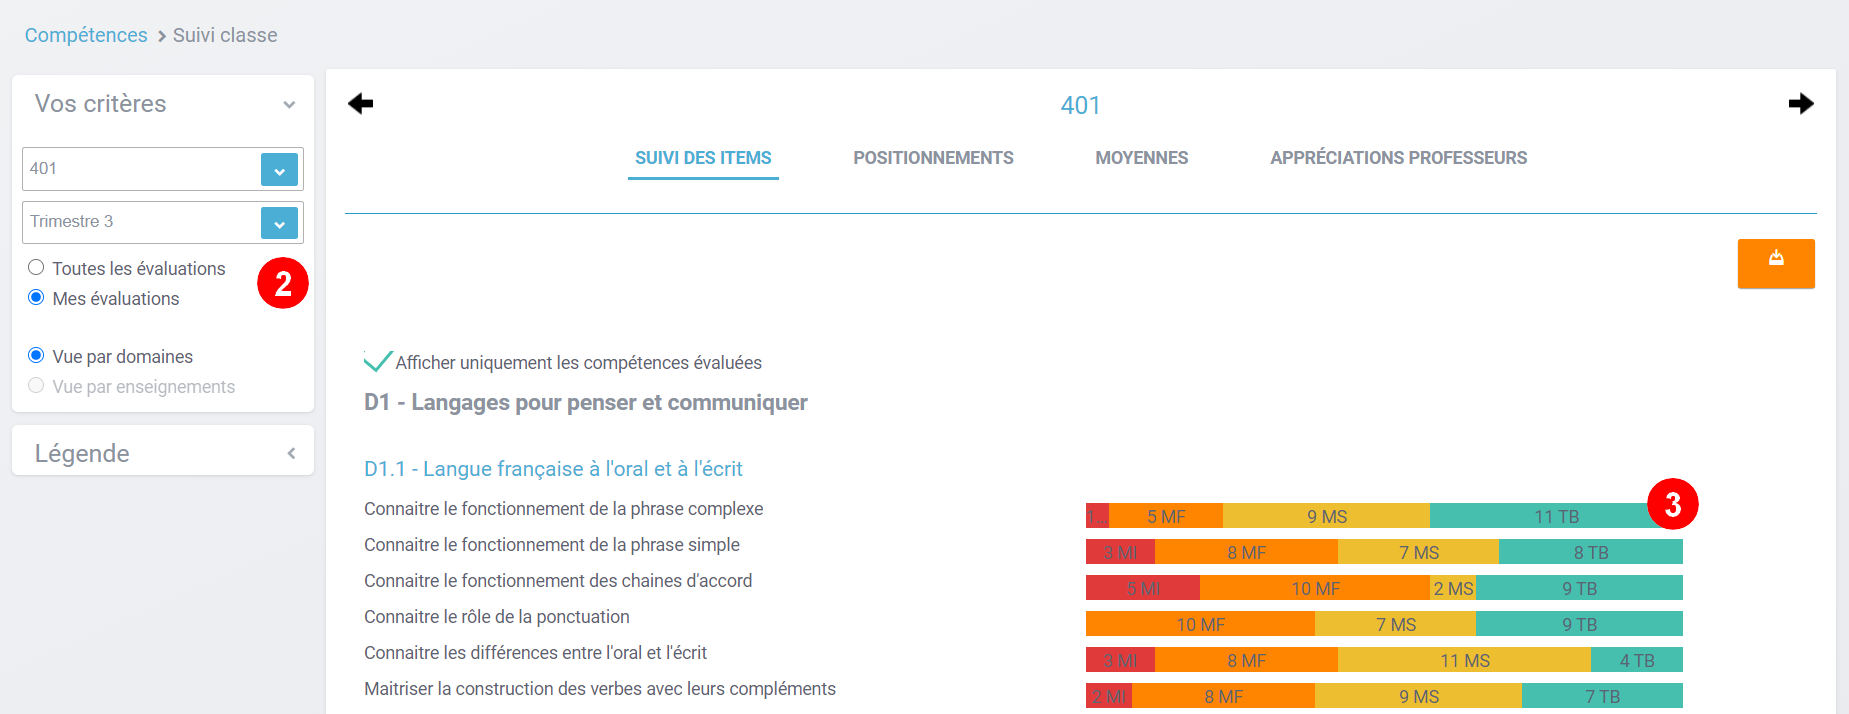 Compétences > Suivi classe
Vos critères
401
Trimestre 3
Toutes les évaluations
Mes évaluations
2
Vue par domaines
Vue par enseignements
Légende
401
SUIVI DES ITEMS POSITIONNEMENTS MOYENNES APPRÉCIATIONS PROFESSEURS
Afficher uniquement les compétences évaluées
D1 - Langages pour penser et communiquer
D1.1 - Langue française à l'oral et à l'écrit
3
Connaitre le fonctionnement de la phrase complexe 1... 5 MF 9 MS 11 TB
Connaitre le fonctionnement de la phrase simple 3 MI 8 MF 7 MS 8 TB
Connaitre le fonctionnement des chaines d'accord 5 MI 10 MF 2 MS 9 TB
Connaitre le rôle de la ponctuation 10 MF 7 MS 9 TB
Connaitre les différences entre l'oral et l'écrit 3 MI 8 MF 11 MS 4 TB
Maitriser la construction des verbes avec leurs compléments 2 MI 8 MF 9 MS 7 TB